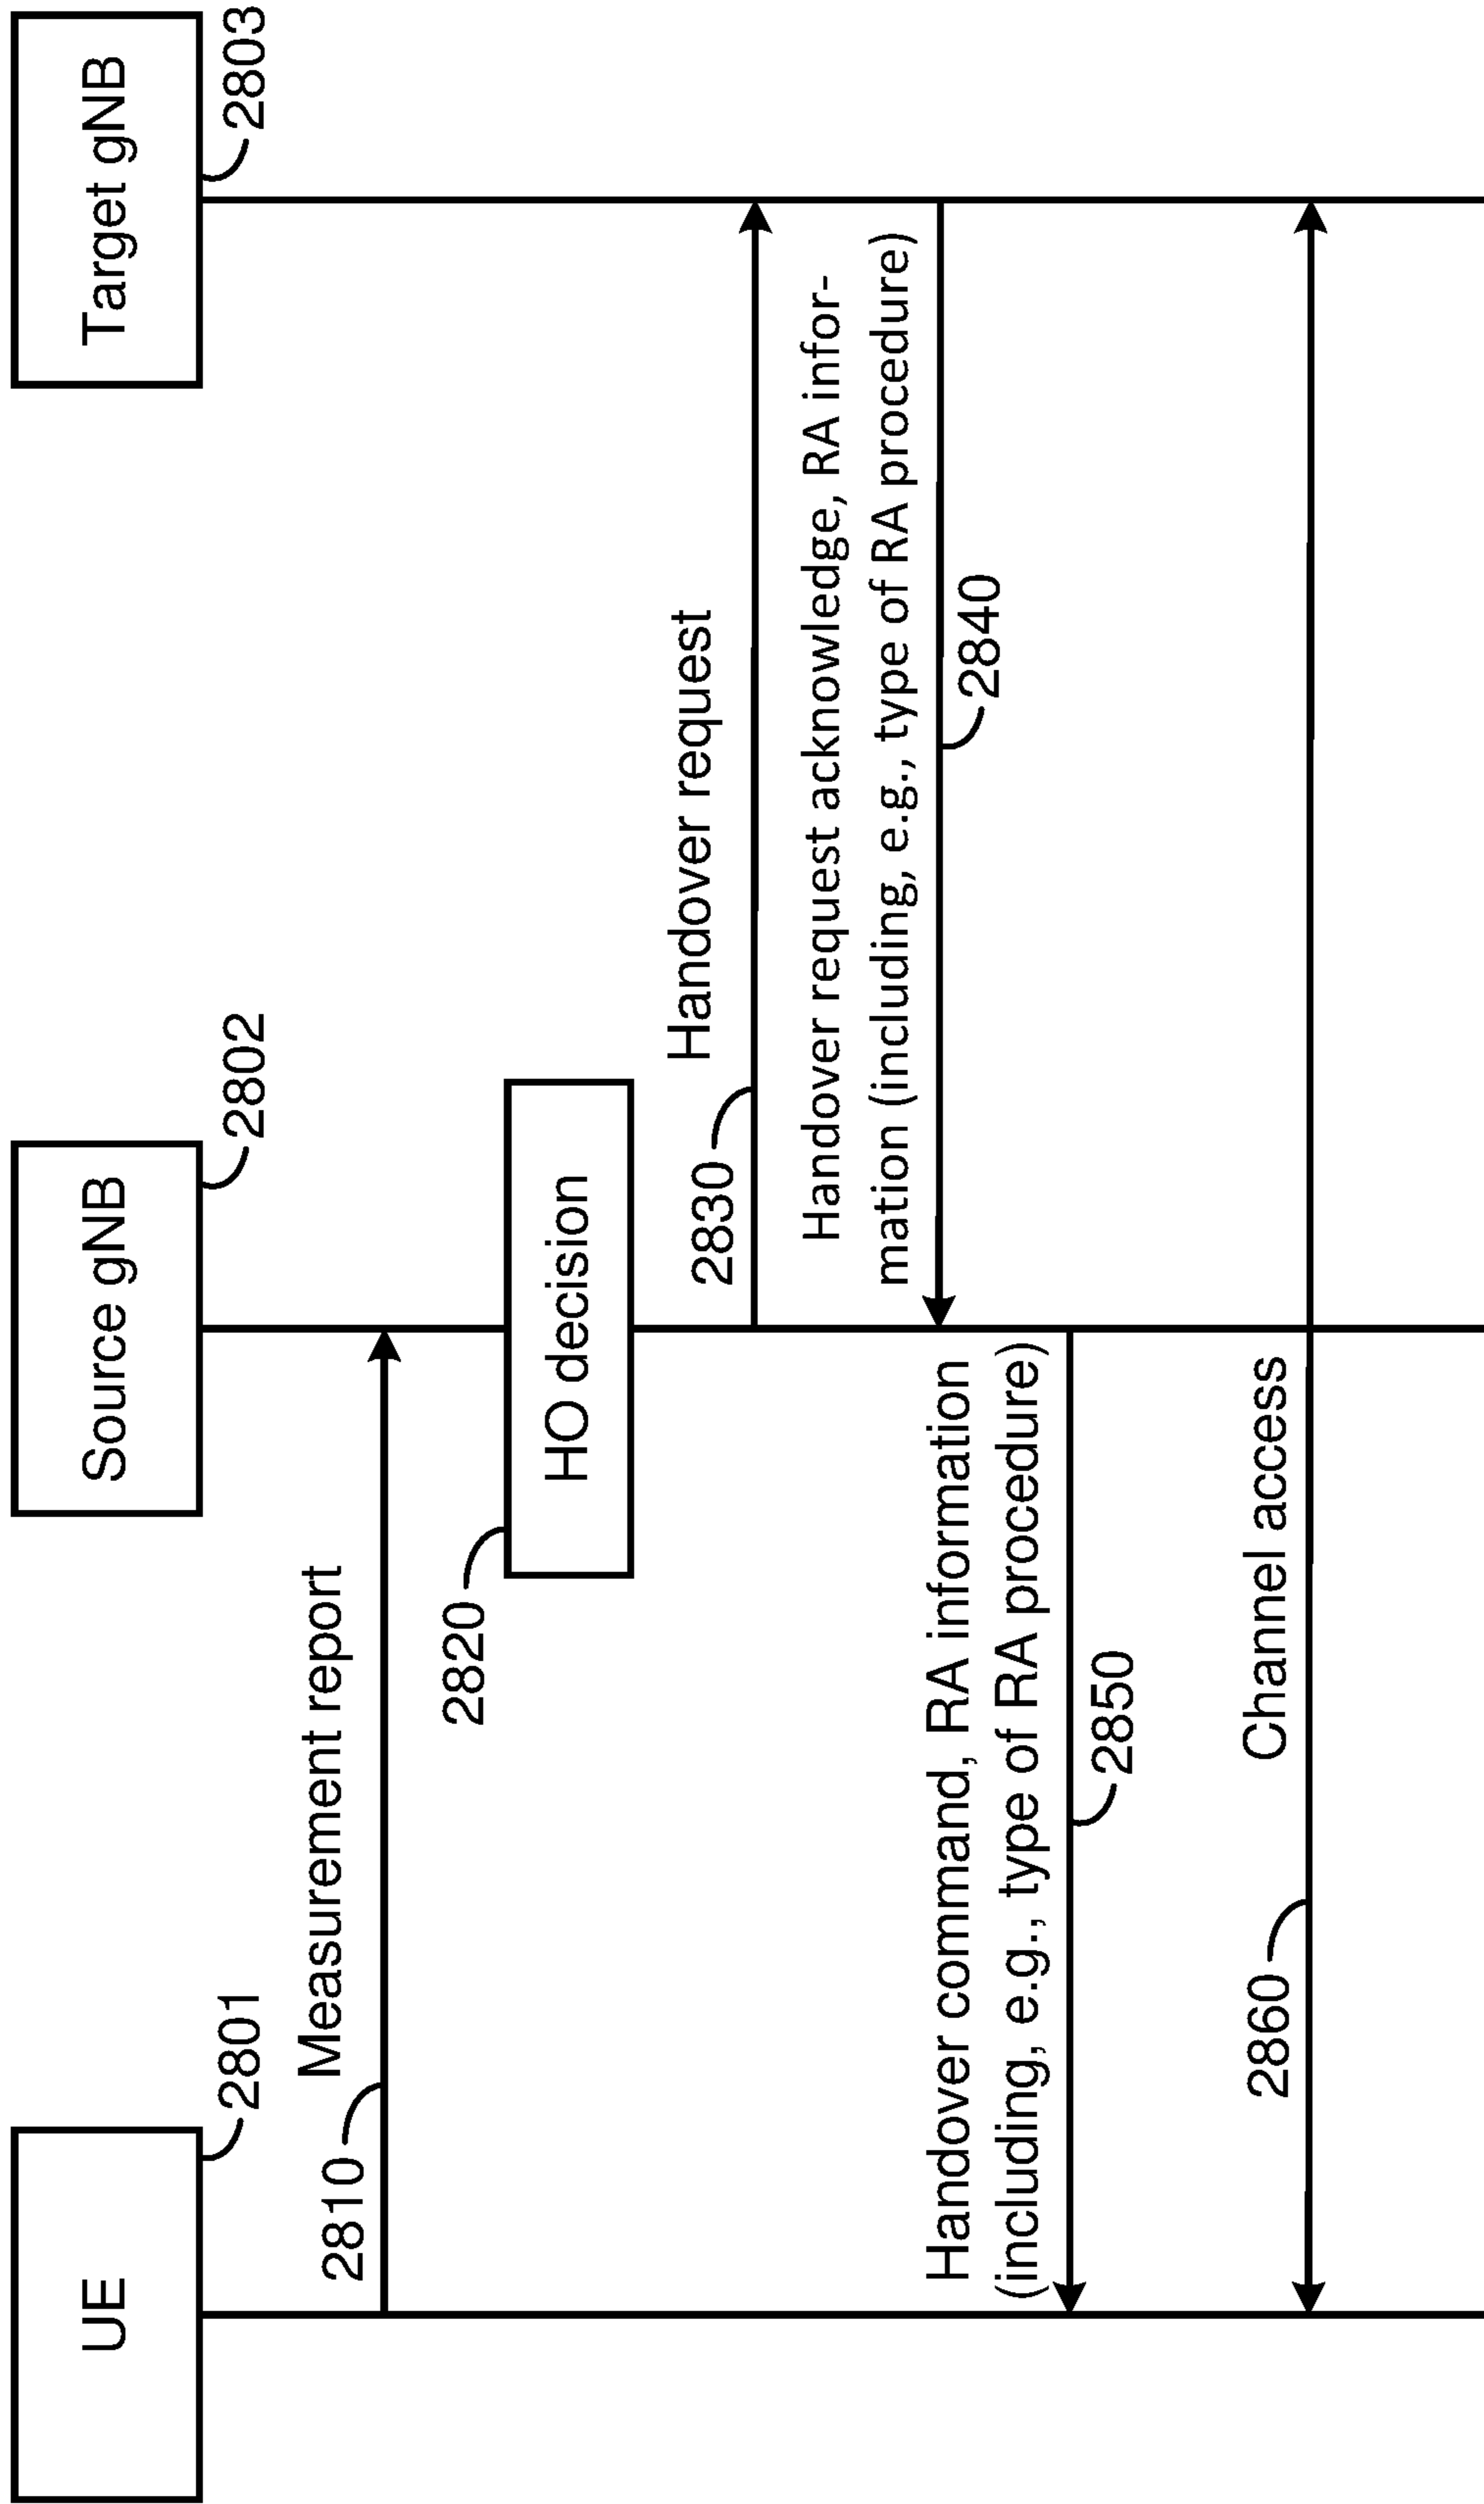 UE
Source gNB
Target gNB
2801
2802
2803
Measurement report
2810
2820
HO decision
Handover request
2830
Handover request acknowledge, RA infor-
mation (including, e.g., type of RA procedure)
2840
Handover command, RA information
(including, e.g., type of RA procedure)
2850
Channel access
2860